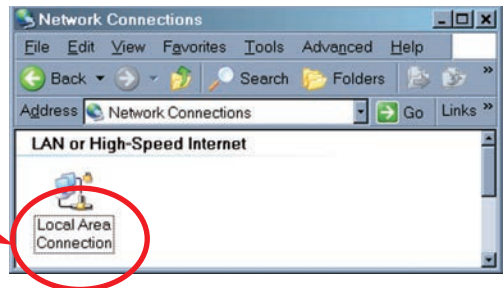 Network Connections
File Edit View Favorites Tools Advanced Help
Back Search Folders »
Address Network Connections Go Links »
LAN or High-Speed Internet
Local Area
Connection